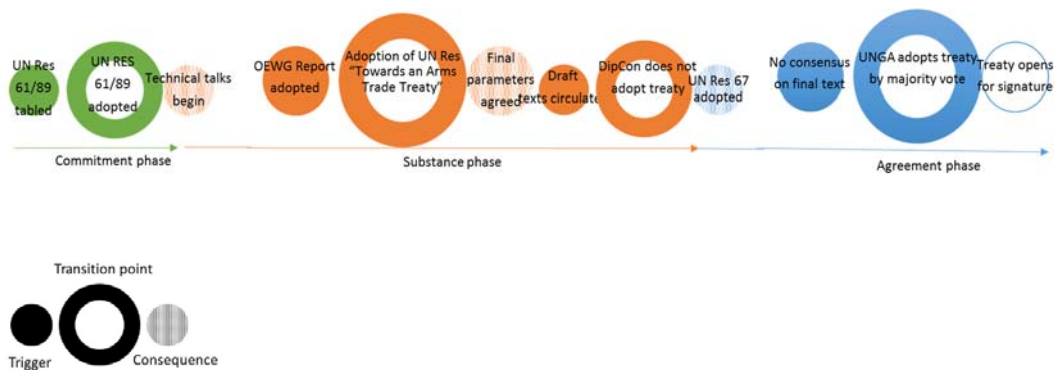 UN Res
61/89
tabled
UN RES
61/89
adopted
Technical talks
begin
OEWG Report
adopted
Adoption of UN Res
“Towards an Arms
Trade Treaty”
Final
parameters
agreed
Draft
texts circulate
DipCon does not
adopt treaty
UN Res 67
adopted
No consensus
on final text
UNGA adopts treaty
by majority vote
Treaty opens
for signature
Commitment phase
Substance phase
Agreement phase
Transition point
Trigger
Consequence